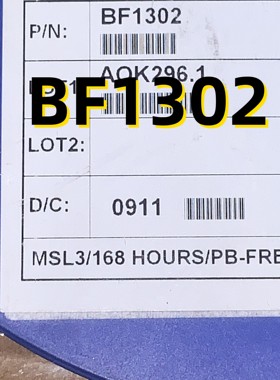 P/N: BF1302
AOK296.1
BF1302
LOT2:
D/C: 0911
MSL3/168 HOURS/PB-FRE